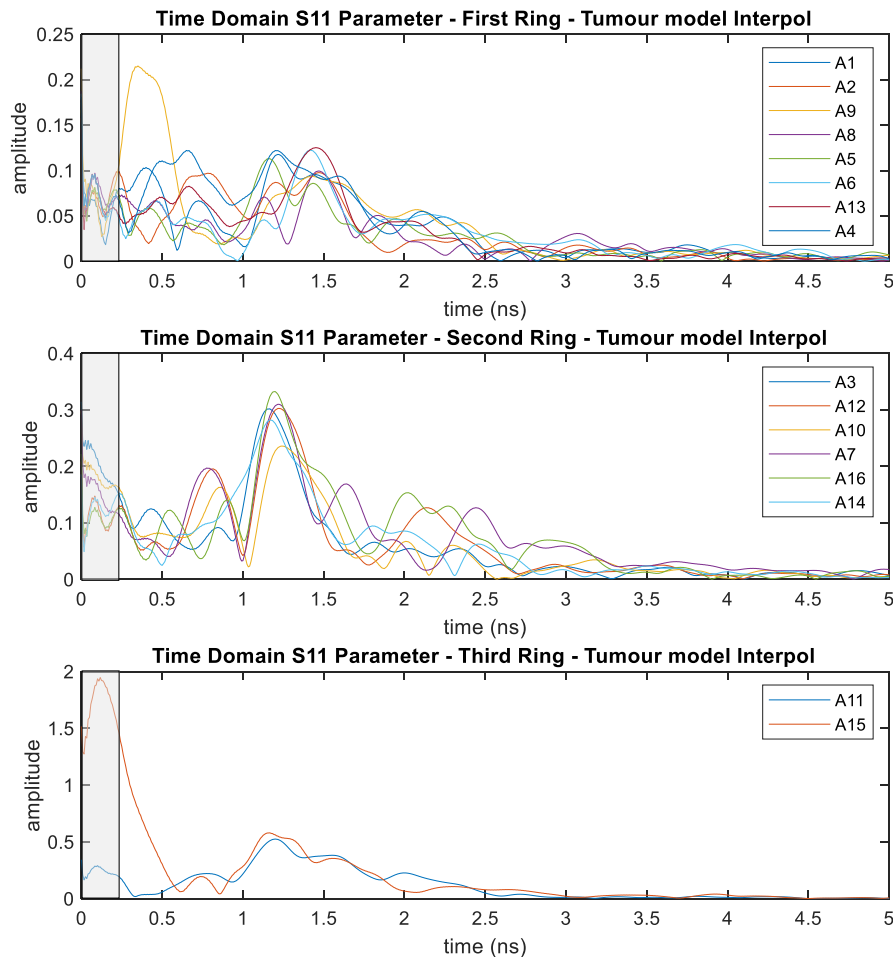 Time Domain S11 Parameter - First Ring - Tumour model Interpol
0.25
0.2
0.15
0.1
0.05
0
amplitude
A1
A2
A9
A8
A5
A6
A13
A4
0 0.5 1 1.5 2 2.5 3 3.5 4 4.5 5
time (ns)
Time Domain S11 Parameter - Second Ring - Tumour model Interpol
0.4
0.3
0.2
0.1
0
amplitude
A3
A12
A10
A7
A16
A14
0 0.5 1 1.5 2 2.5 3 3.5 4 4.5 5
time (ns)
Time Domain S11 Parameter - Third Ring - Tumour model Interpol
2
1.5
1
0.5
0
amplitude
A11
A15
0 0.5 1 1.5 2 2.5 3 3.5 4 4.5 5
time (ns)